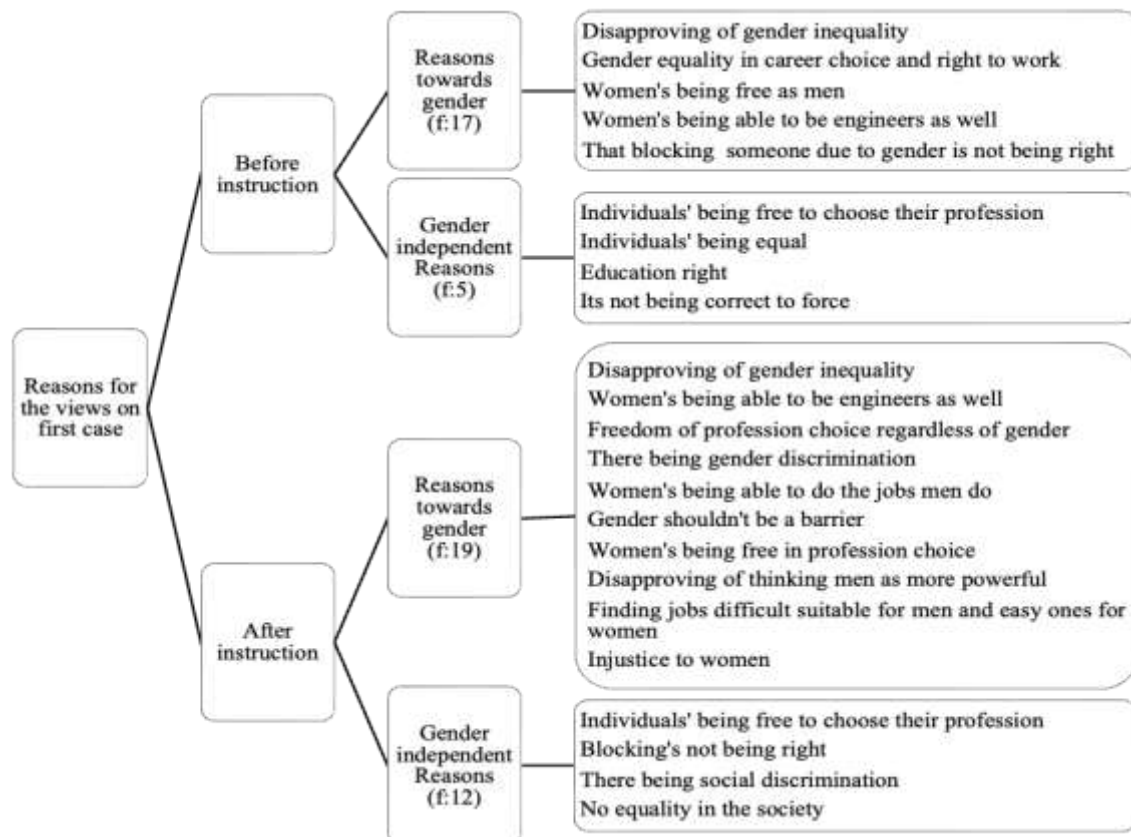 Reasons for
the views on
first case
Before
instruction
Reasons
towards
gender
(f:17)
Disapproving of gender inequality
Gender equality in career choice and right to work
Women's being free as men
Women's being able to be engineers as well
That blocking someone due to gender is not being right
Gender
independent
Reasons
(f:5)
Individuals' being free to choose their profession
Individuals' being equal
Education right
Its not being correct to force
After
instruction
Reasons
towards
gender
(f:19)
Disapproving of gender inequality
Women's being able to be engineers as well
Freedom of profession choice regardless of gender
There being gender discrimination
Women's being able to do the jobs men do
Gender shouldn't be a barrier
Women's being free in profession choice
Disapproving of thinking men as more powerful
Finding jobs difficult suitable for men and easy ones for
women
Injustice to women
Gender
independent
Reasons
(f:12)
Individuals' being free to choose their profession
Blocking's not being right
There being social discrimination
No equality in the society